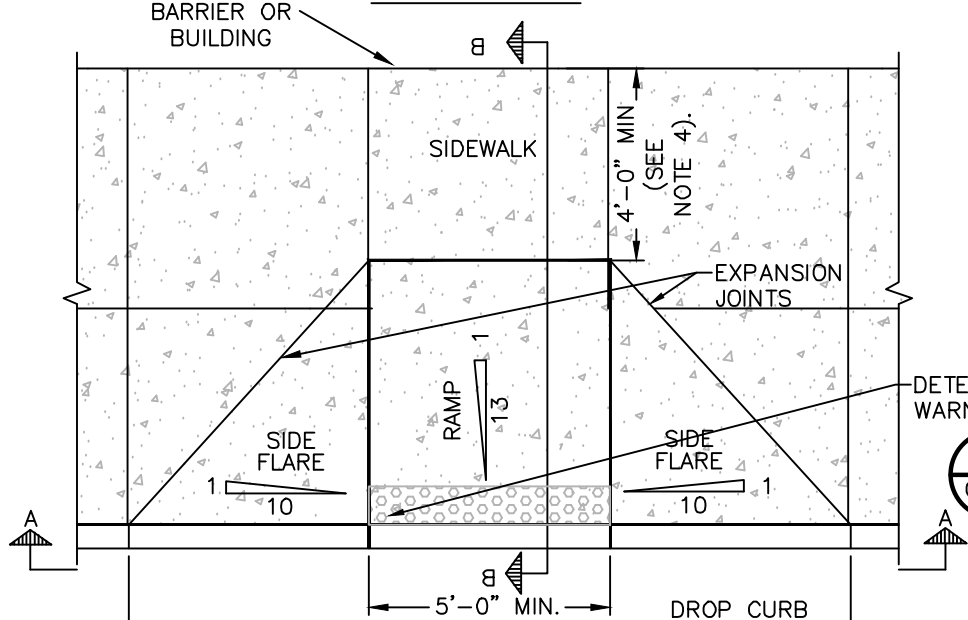 BARRIER OR
BUILDING
B
SIDEWALK
4'-0" MIN
(SEE
NOTE 4).
EXPANSION
JOINTS
1
RAMP
13
WARN
SIDE
FLARE
1
10
SIDE
FLARE
1
10
A
A
B
5'-0" MIN.
DROP CURB